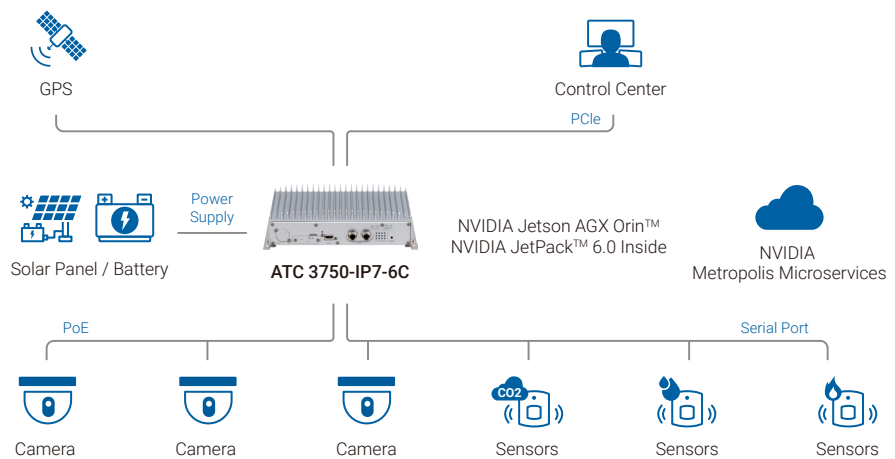 GPS
Control Center
PCIe
Power
Supply
Solar Panel / Battery
ATC 3750-IP7-6C
NVIDIA Jetson AGX Orin™
NVIDIA JetPack™ 6.0 Inside
NVIDIA
Metropolis Microservices
PoE
Serial Port
CO2
Camera
Camera
Camera
Sensors
Sensors
Sensors